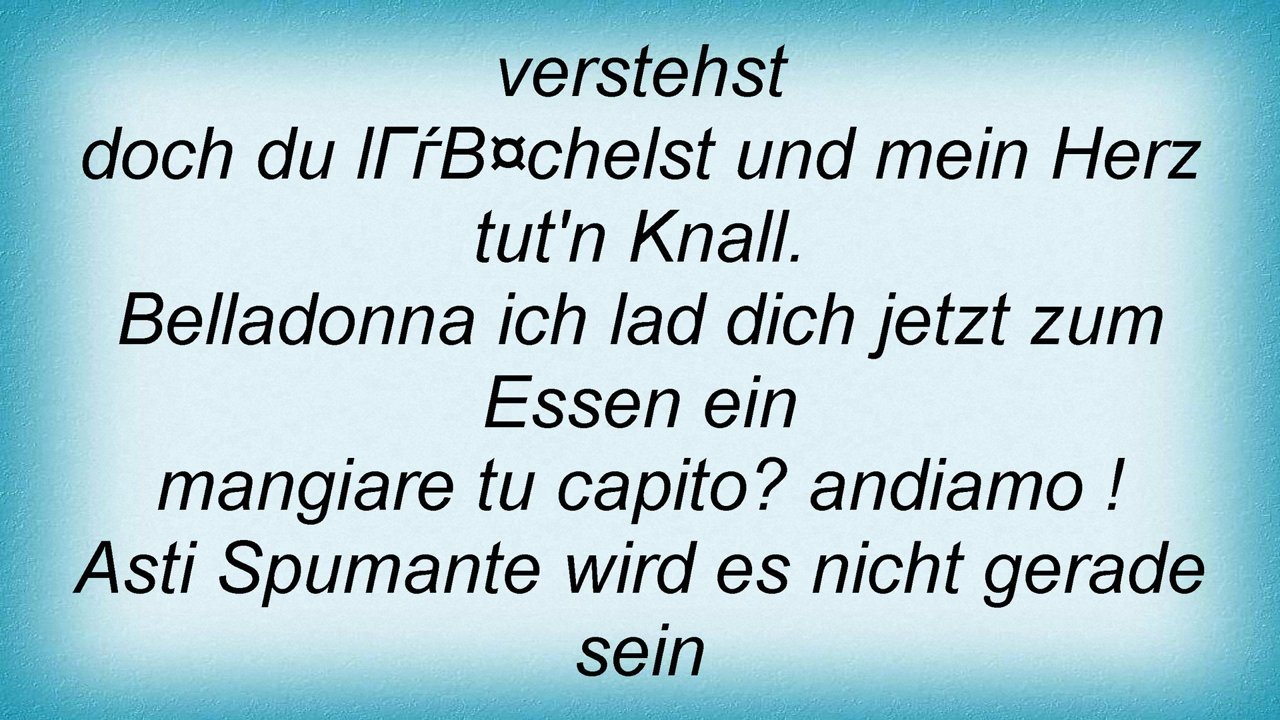 verstehst
doch du lГѓВ¤chelst und mein Herz
tut'n Knall.
Belladonna ich lad dich jetzt zum
Essen ein
mangiare tu capito? andiamo !
Asti Spumante wird es nicht gerade
sein